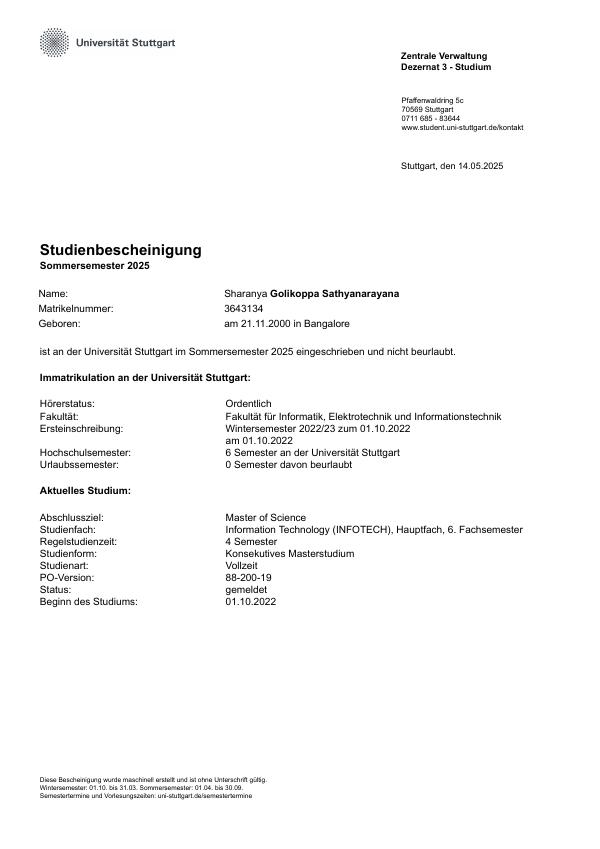 Universität Stuttgart
Zentrale Verwaltung
Dezernat 3 - Studium
Pfaffenwaldring 5c
70569 Stuttgart
0711 685 - 83644
www.student.uni-stuttgart.de/kontakt
Stuttgart, den 14.05.2025
Studienbescheinigung
Sommersemester 2025
Name: Sharanya Golikoppa Sathyanarayana
Matrikelnummer: 3643134
Geboren: am 21.11.2000 in Bangalore
ist an der Universität Stuttgart im Sommersemester 2025 eingeschrieben und nicht beurlaubt.
Immatrikulation an der Universität Stuttgart:
Hörerstatus: Ordentlich
Fakultät: Fakultät für Informatik, Elektrotechnik und Informationstechnik
Ersteinschreibung: Wintersemester 2022/23 zum 01.10.2022
am 01.10.2022
Hochschulsemester: 6 Semester an der Universität Stuttgart
Urlaubssemester: 0 Semester davon beurlaubt
Aktuelles Studium:
Abschlussziel: Master of Science
Studienfach: Information Technology (INFOTECH), Hauptfach, 6. Fachsemester
Regelstudienzeit: 4 Semester
Studienform: Konsekutives Masterstudium
Studienart: Vollzeit
PO-Version: 88-200-19
Status: gemeldet
Beginn des Studiums: 01.10.2022
Diese Bescheinigung wurde maschinell erstellt und ist ohne Unterschrift gültig.
Wintersemester: 01.10. bis 31.03. Sommersemester: 01.04. bis 30.09.
Semestertermine und Vorlesungszeiten: uni-stuttgart.de/semestertermine